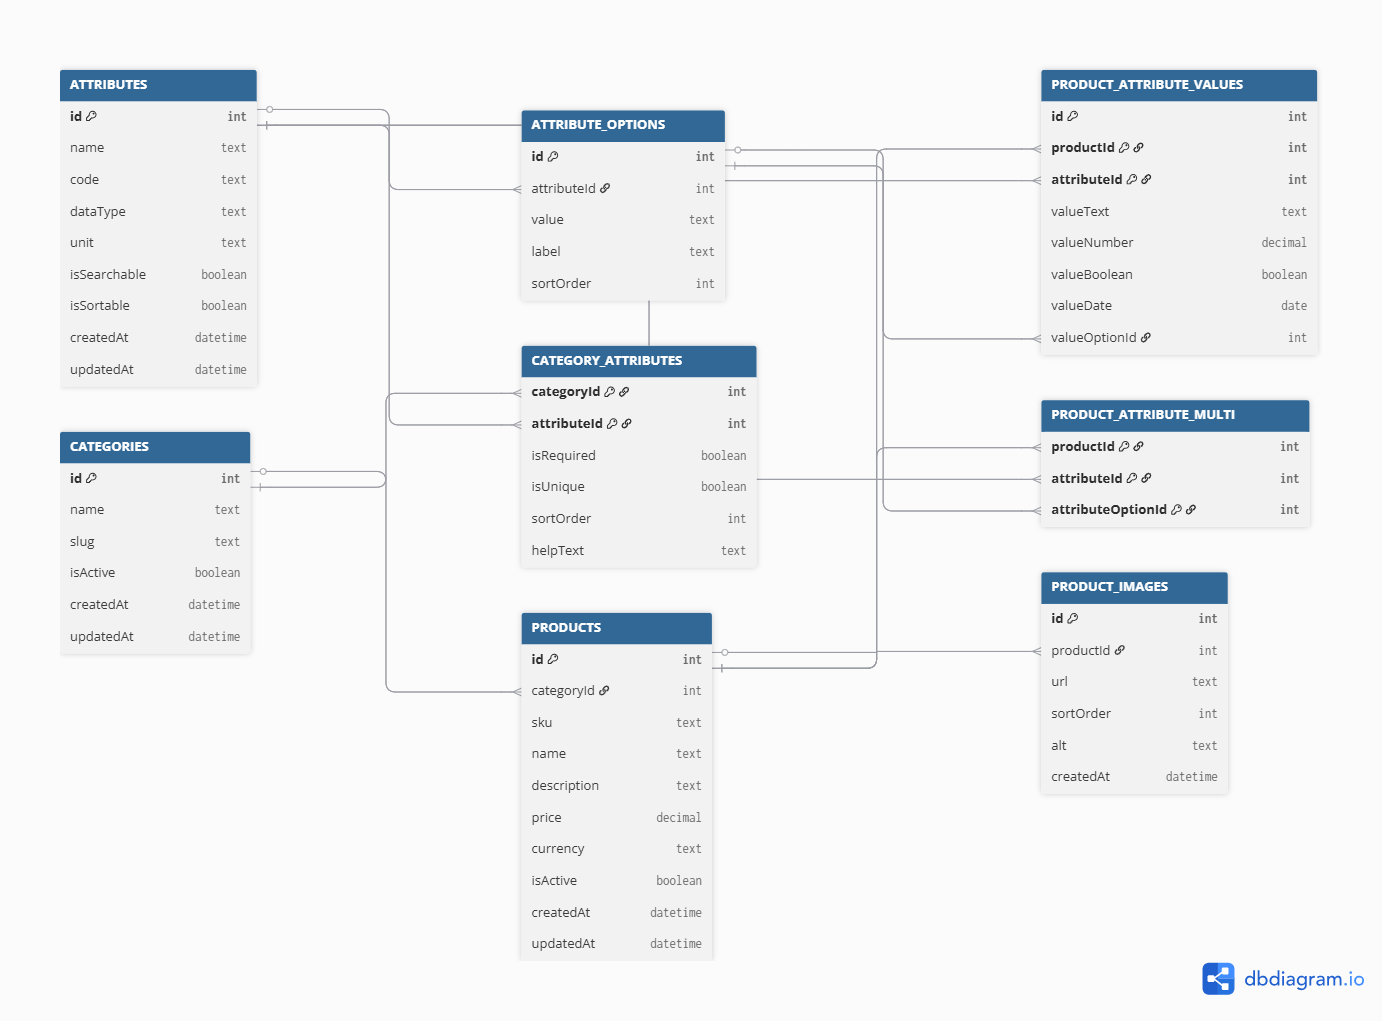 ATTRIBUTES
id int
name text
code text
dataType text
unit text
isSearchable boolean
isSortable boolean
createdAt datetime
updatedAt datetime
CATEGORIES
id int
name text
slug text
isActive boolean
createdAt datetime
updatedAt datetime
ATTRIBUTE_OPTIONS
id int
attributeId int
value text
label text
sortOrder int
CATEGORY_ATTRIBUTES
categoryId int
attributeId int
isRequired boolean
isUnique boolean
sortOrder int
helpText text
PRODUCTS
id int
categoryId int
sku text
name text
description text
price decimal
currency text
isActive boolean
createdAt datetime
updatedAt datetime
PRODUCT_ATTRIBUTE_VALUES
id int
productId int
attributeId int
valueText text
valueNumber decimal
valueBoolean boolean
valueDate date
valueOptionId int
PRODUCT_ATTRIBUTE_MULTI
productId int
attributeId int
attributeOptionId int
PRODUCT_IMAGES
id int
productId int
url text
sortOrder int
alt text
createdAt datetime
dbdiagram.io